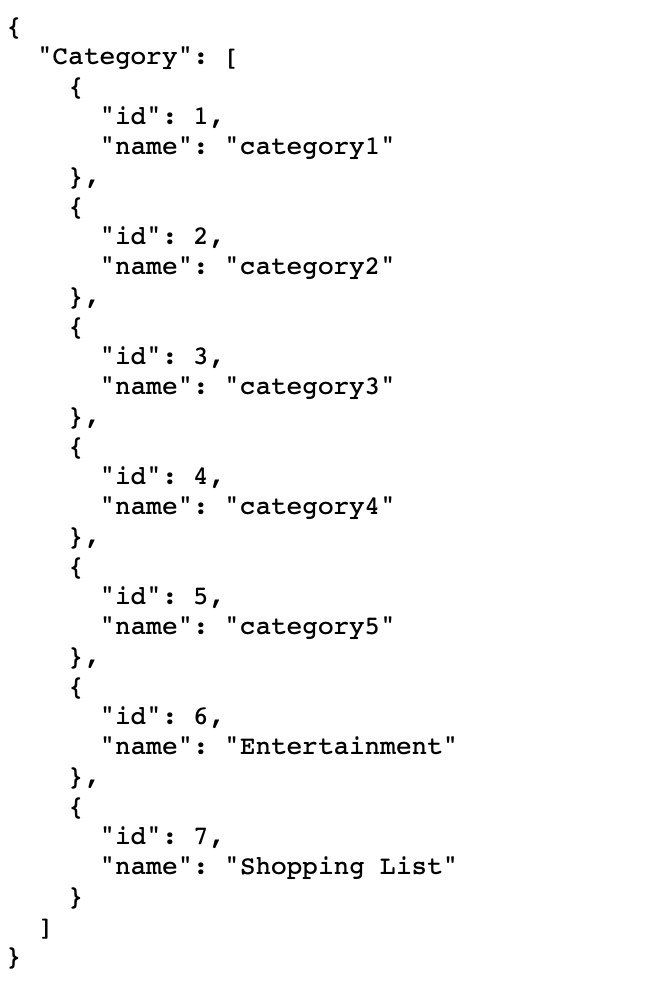 {
  "Category": [
    {
      "id": 1,
      "name": "category1"
    },
    {
      "id": 2,
      "name": "category2"
    },
    {
      "id": 3,
      "name": "category3"
    },
    {
      "id": 4,
      "name": "category4"
    },
    {
      "id": 5,
      "name": "category5"
    },
    {
      "id": 6,
      "name": "Entertainment"
    },
    {
      "id": 7,
      "name": "Shopping List"
    }
  ]
}